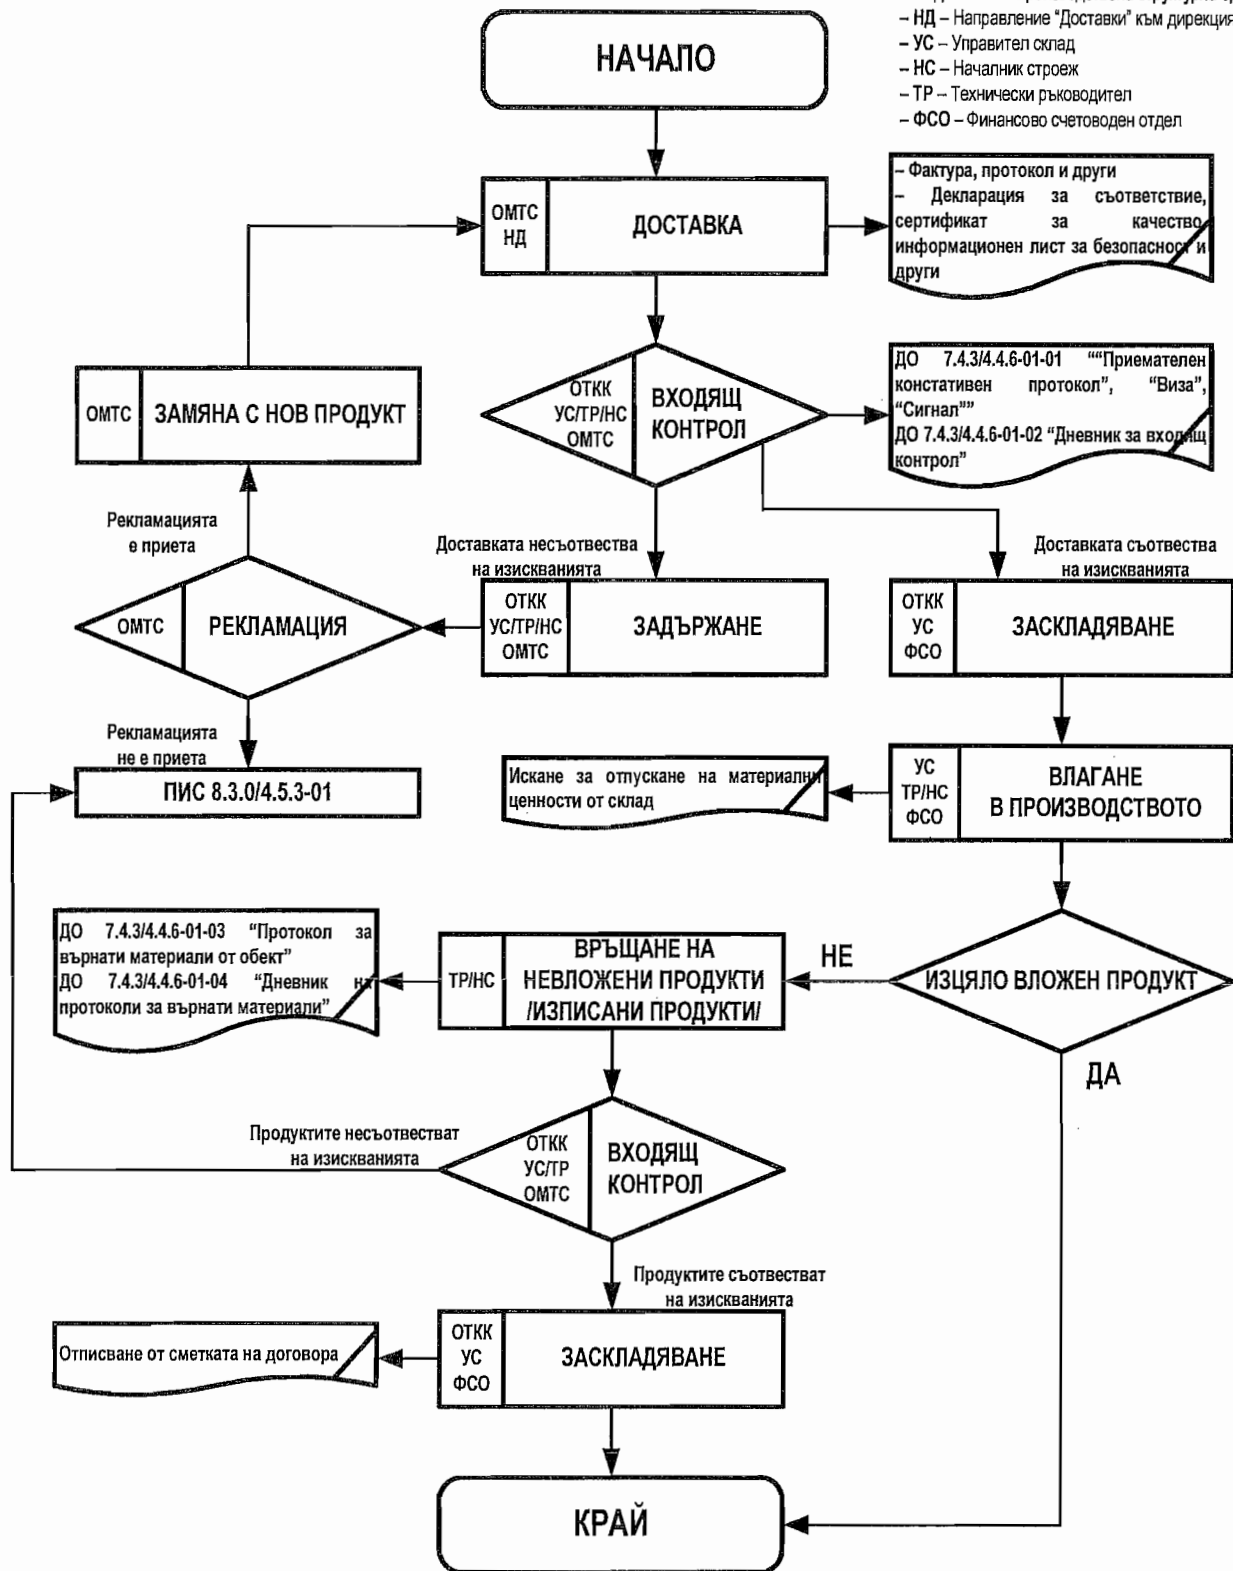 – НД – Направление “Доставки” към дирекция
– УС – Управител склад
– НС – Началник строеж
– ТР – Технически ръководител
– ФСО – Финансово счетоводен отдел
НАЧАЛО
ОМТС
НД
ДОСТАВКА
– Фактура, протокол и други
– Декларация за съответствие,
сертификат за качество,
информационен лист за безопасност и
други
ОТКК
УС/ТР/НС
ОМТС
ВХОДЯЩ
КОНТРОЛ
ДО 7.4.3/4.4.6-01-01 ““Приемателен
констативен протокол”, “Виза”,
“Сигнал””
ДО 7.4.3/4.4.6-01-02 “Дневник за входящ
контрол”
ОМТС
ЗАМЯНА С НОВ ПРОДУКТ
Рекламацията
е приета
Доставката несъотвества
на изискванията
Доставката съотвества
на изискванията
ОМТС
РЕКЛАМАЦИЯ
ОТКК
УС/ТР/НС
ОМТС
ЗАДЪРЖАНЕ
ОТКК
УС
ФСО
ЗАСКЛАДЯВАНЕ
Рекламацията
не е приета
ПИС 8.3.0/4.5.3-01
Искане за отпускане на материални
ценности от склад
УС
ТР/НС
ФСО
ВЛАГАНЕ
В ПРОИЗВОДСТВОТО
ДО 7.4.3/4.4.6-01-03 “Протокол за
върнати материали от обект”
ДО 7.4.3/4.4.6-01-04 “Дневник на
протоколи за върнати материали”
ТР/НС
ВРЪЩАНЕ НА
НЕВЛОЖЕНИ ПРОДУКТИ
/ИЗПИСАНИ ПРОДУКТИ/
НЕ
ИЗЦЯЛО ВЛОЖЕН ПРОДУКТ
ДА
Продуктите несъотвестват
на изискванията
ОТКК
УС/ТР
ОМТС
ВХОДЯЩ
КОНТРОЛ
Продуктите съотвестват
на изискванията
Отписване от сметката на договора
ОТКК
УС
ФСО
ЗАСКЛАДЯВАНЕ
КРАЙ